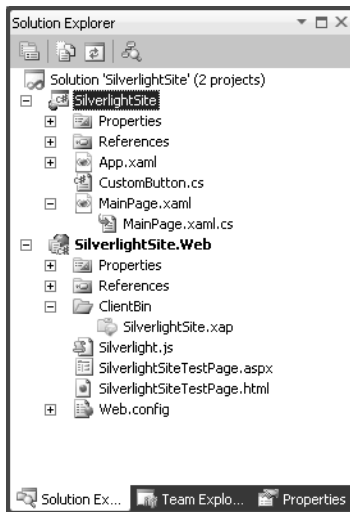 Solution Explorer
Solution 'SilverlightSite' (2 projects)
SilverlightSite
Properties
References
App.xaml
CustomButton.cs
MainPage.xaml
MainPage.xaml.cs
SilverlightSite.Web
Properties
References
ClientBin
SilverlightSite.xap
Silverlight.js
SilverlightSiteTestPage.aspx
SilverlightSiteTestPage.html
Web.config
Solution Ex... Team Explo... Properties